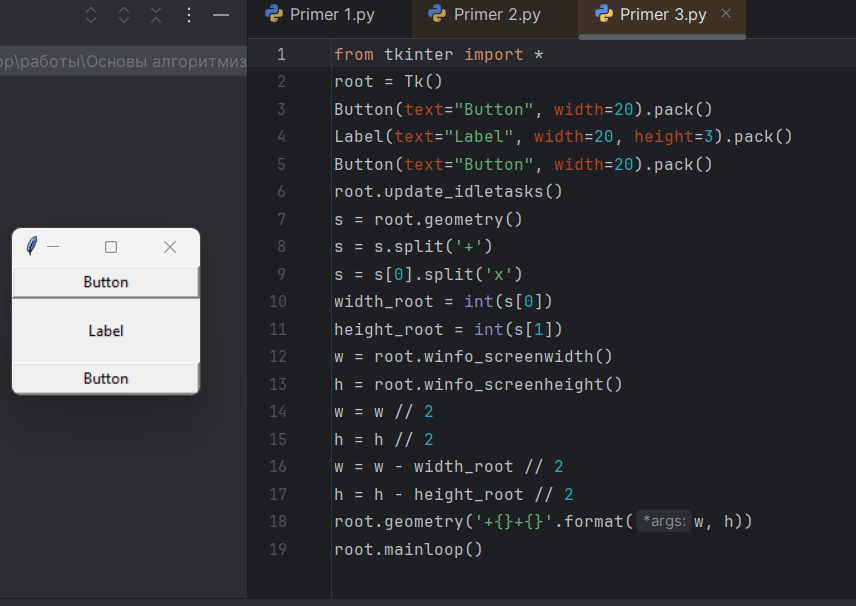 Primer 1.py
Primer 2.py
Primer 3.py
ор\работы\Основы алгоритмиз
Button
Label
Button
1 from tkinter import *
2 root = Tk()
3 Button(text="Button", width=20).pack()
4 Label(text="Label", width=20, height=3).pack()
5 Button(text="Button", width=20).pack()
6 root.update_idletasks()
7 s = root.geometry()
8 s = s.split('+')
9 s = s[0].split('x')
10 width_root = int(s[0])
11 height_root = int(s[1])
12 w = root.winfo_screenwidth()
13 h = root.winfo_screenheight()
14 w = w // 2
15 h = h // 2
16 w = w - width_root // 2
17 h = h - height_root // 2
18 root.geometry('+{}+{}'.format( *args: w, h))
19 root.mainloop()